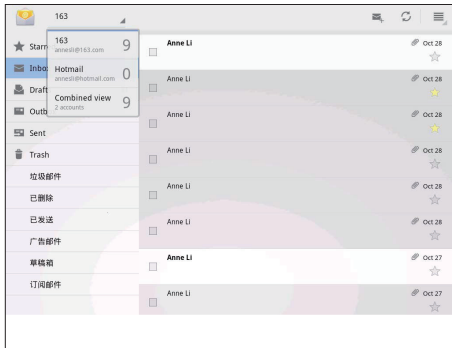 163
163
annesli@163.com 9
Hotmail
annesli@hotmail.com 0
Combined view
2 accounts 9
Starr
Inbo
Draft
Outb
Sent
Trash
垃圾邮件
已删除
已发送
广告邮件
草稿箱
订阅邮件
Anne Li Oct 28
Anne Li Oct 28
Anne Li Oct 28
Anne Li Oct 28
Anne Li Oct 28
Anne Li Oct 28
Anne Li Oct 27
Anne Li Oct 27